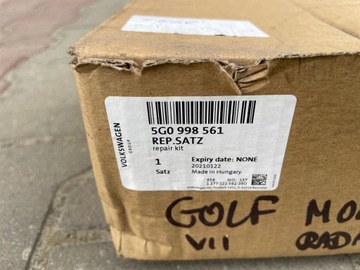 VOLKSWAGEN
GROUP
5G0 998 561
REP.SATZ
repair kit
1 Expiry date: NONE
20210122
Satz Made in Hungary
GOLF
VII